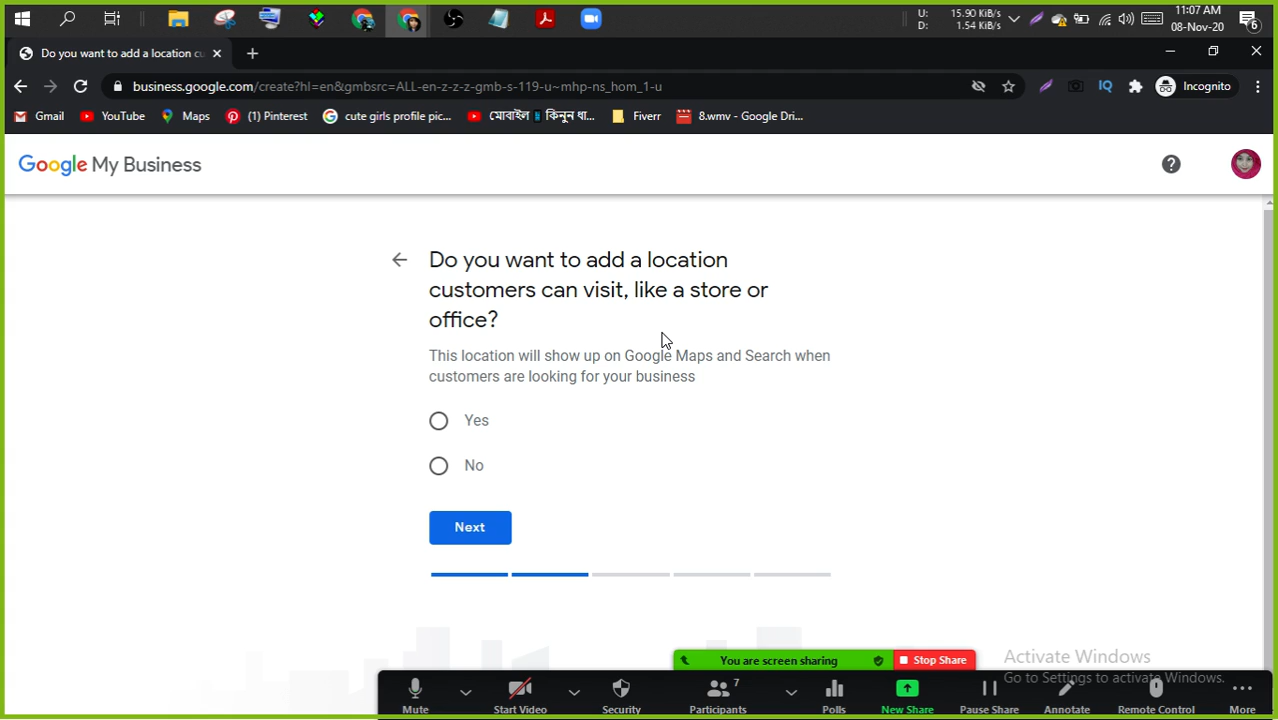 U: 15.90 KiB/s
D: 1.54 KiB/s
11:07 AM
08-Nov-20
6
Do you want to add a location cu
business.google.com/create?hl=en&gmbsrc=ALL-en-z-z-z-gmb-s-119-u~mhp-ns_hom_1-u
IQ
Incognito
Gmail
YouTube
Maps
(1) Pinterest
cute girls profile pic...
মোবাইল কিনুন ধা...
Fiverr
8.wmv - Google Dri...
Google My Business
Do you want to add a location
customers can visit, like a store or
office?
This location will show up on Google Maps and Search when
customers are looking for your business
Yes
No
Next
Activate Windows
Go to Settings to activate Windows.
You are screen sharing
Stop Share
Mute
Start Video
Security
Participants
7
Polls
New Share
Pause Share
Annotate
Remote Control
More